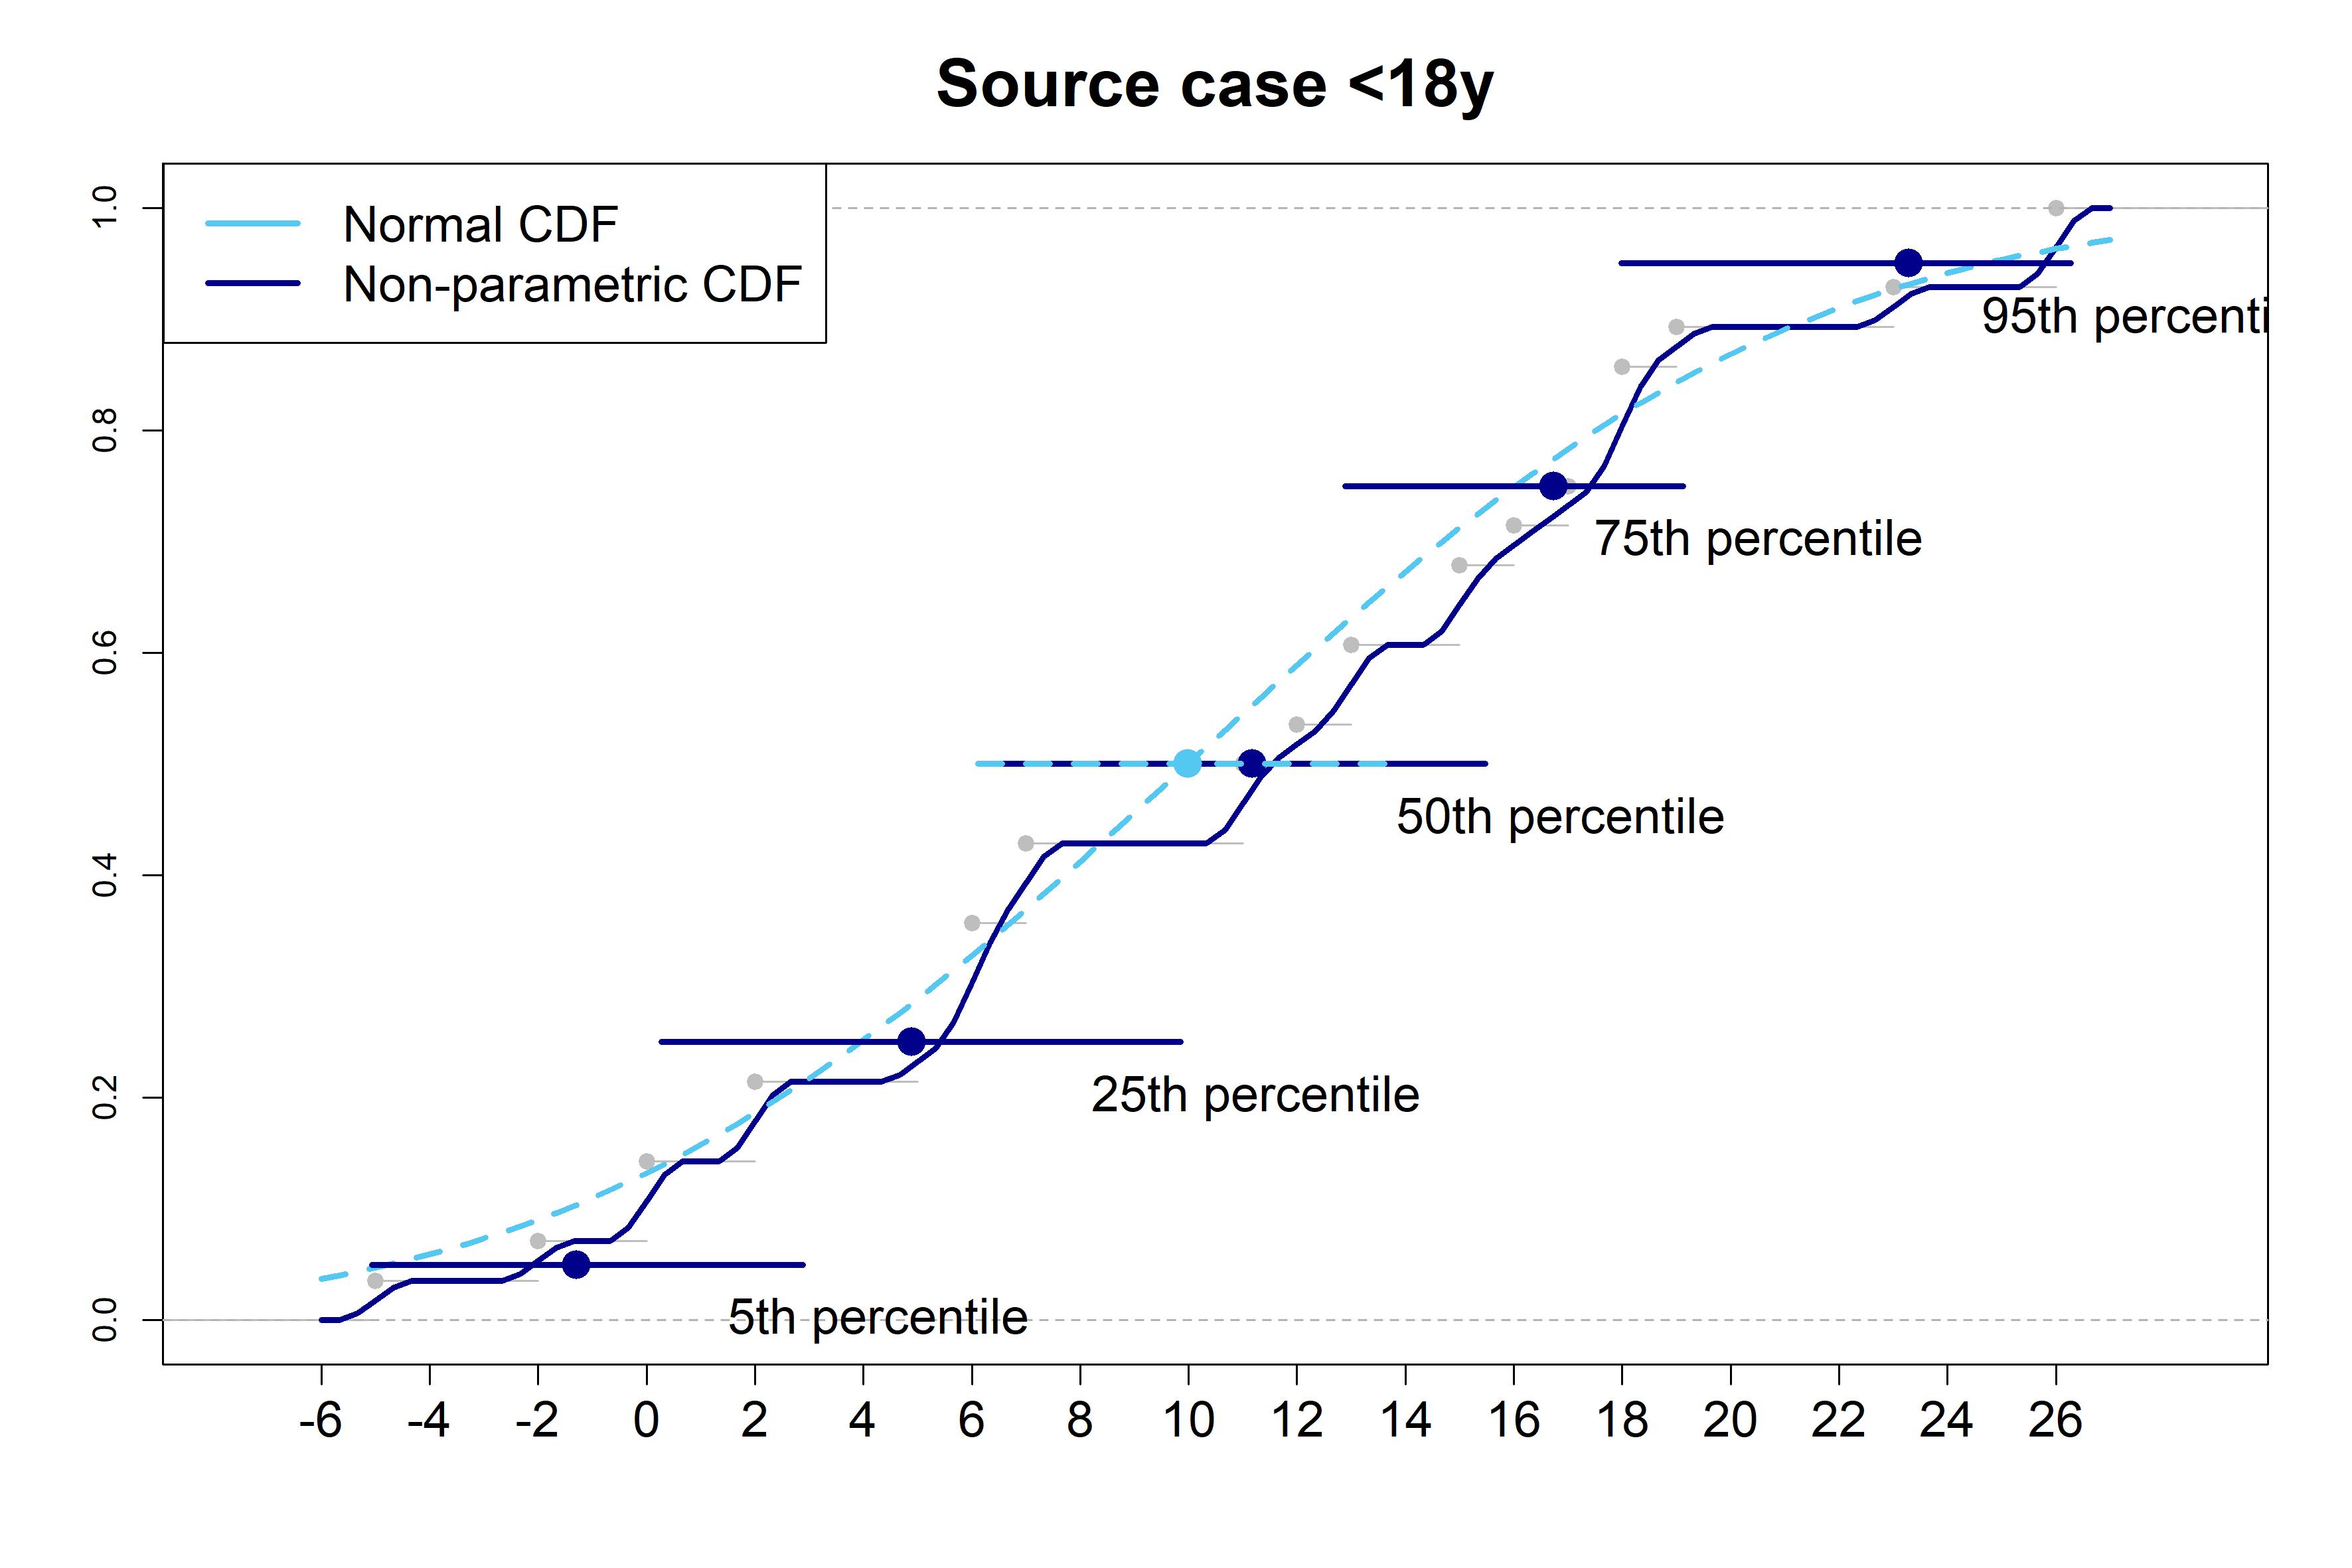 Source case <18y
Normal CDF
Non-parametric CDF
1.0
0.8
0.6
0.4
0.2
0.0
95th percenti
75th percentile
50th percentile
25th percentile
5th percentile
-6 -4 -2 0 2 4 6 8 10 12 14 16 18 20 22 24 26